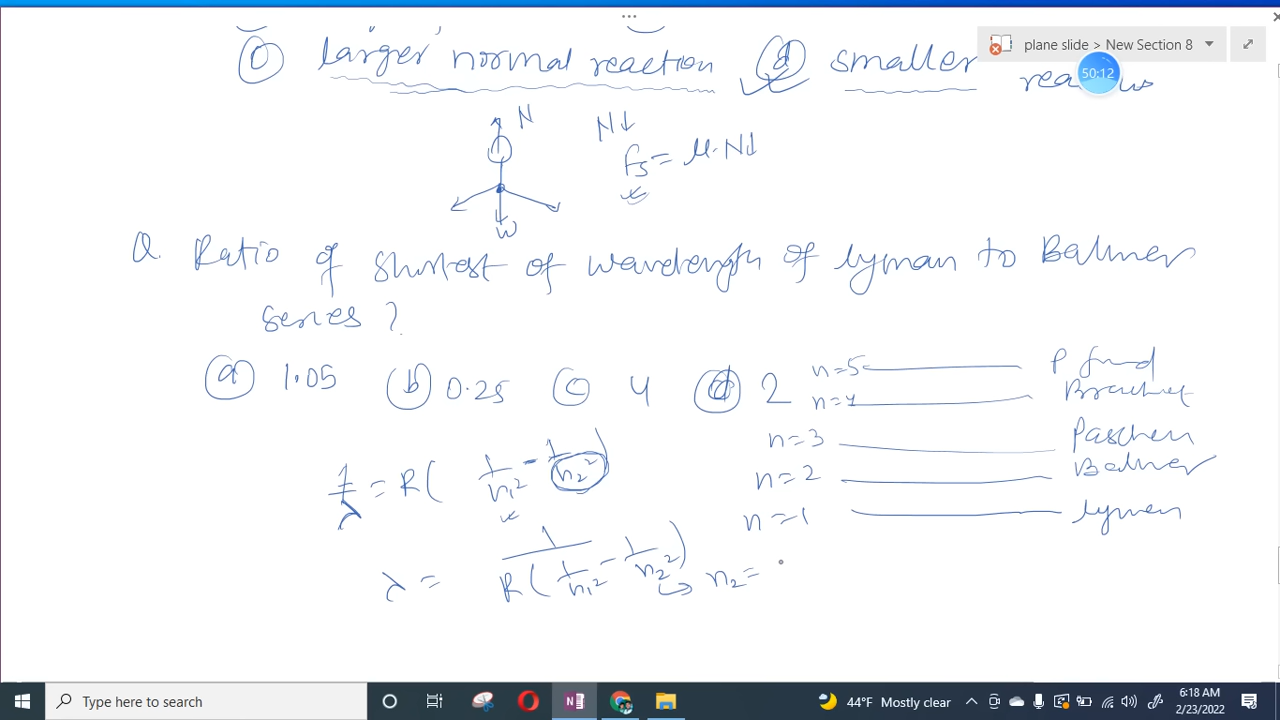 (c) larger normal reaction (d) smaller
plane slide > New Section 8
50:12
N
N↓
fs = μ·N↓
W
Q. Ratio of shortest of wavelength of lyman to Balmer
series ?
(a) 1.05 (b) 0.25 (c) 4 (d) 2
n=5 P fund
n=4 Bracket
n=3 Paschen
n=2 Balmer
n=1 lyman
1/λ = R( 1/n₁² - 1/n₂² )
λ = 1 / R( 1/n₁² - 1/n₂² ) → n₂ =
Type here to search
44°F Mostly clear
6:18 AM
2/23/2022